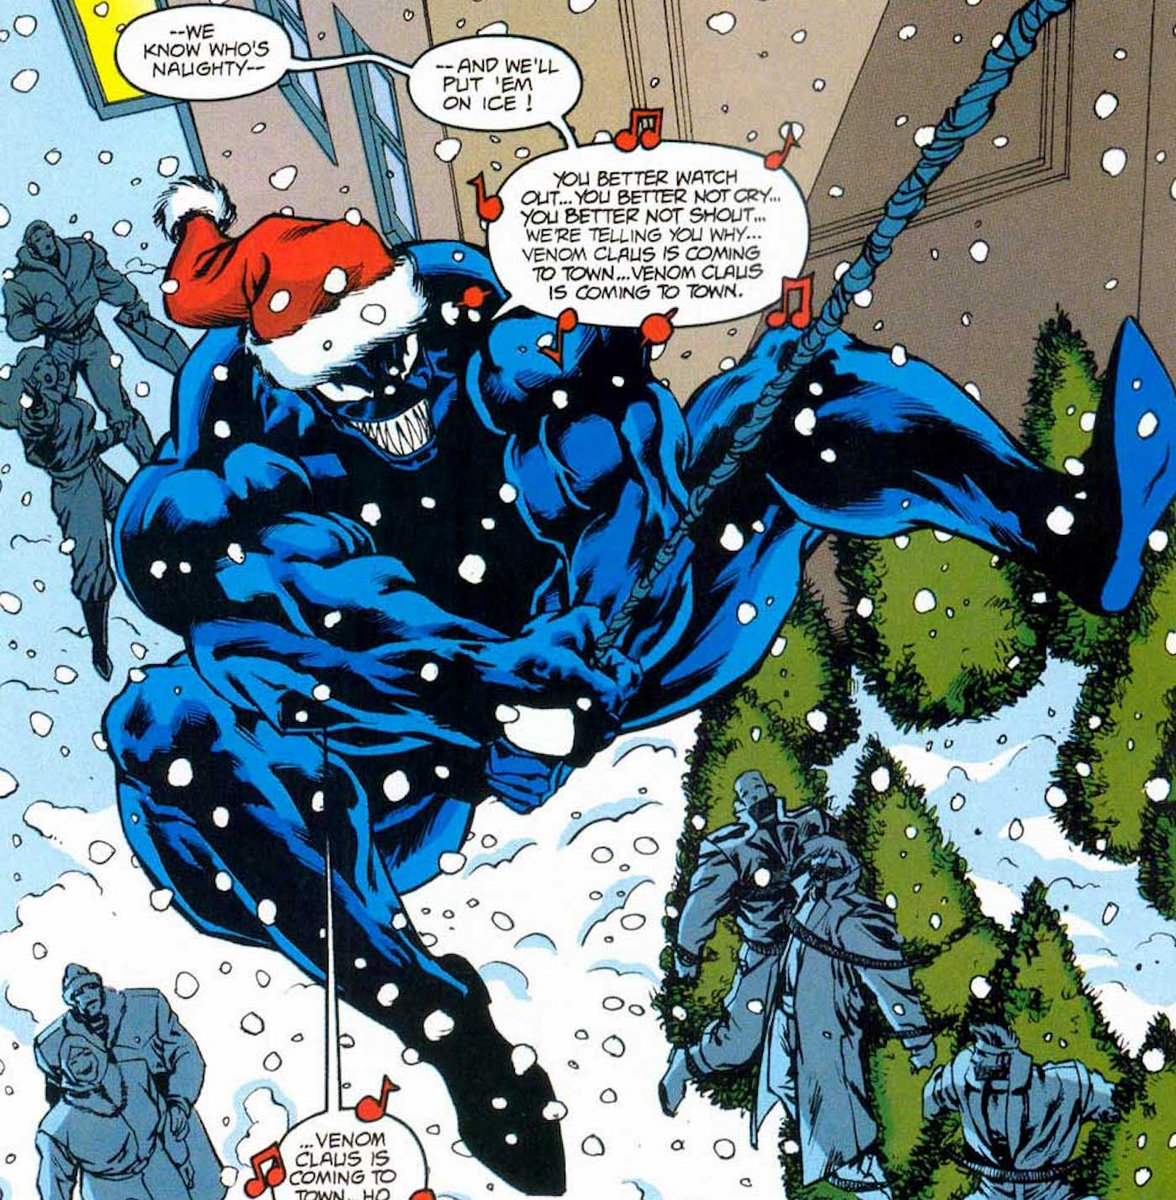 --WE
KNOW WHO'S
NAUGHTY--
--AND WE'LL
PUT 'EM
ON ICE!
YOU BETTER WATCH
OUT...YOU BETTER NOT CRY...
YOU BETTER NOT SHOUT...
WE'RE TELLING YOU WHY...
VENOM CLAUS IS COMING
TO TOWN...VENOM CLAUS
IS COMING TO TOWN.
...VENOM
CLAUS IS
COMING TO
TOWN...HO